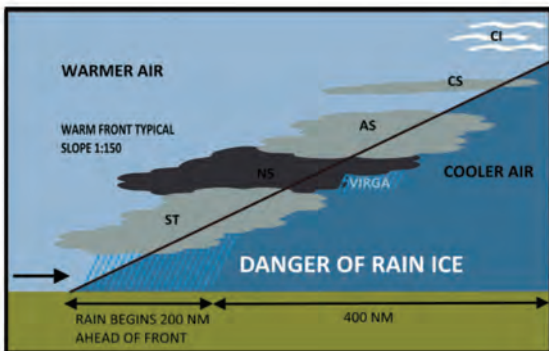 CI
WARMER AIR
CS
WARM FRONT TYPICAL
SLOPE 1:150
AS
NS
COOLER AIR
VIRGA
ST
DANGER OF RAIN ICE
RAIN BEGINS 200 NM
AHEAD OF FRONT
400 NM